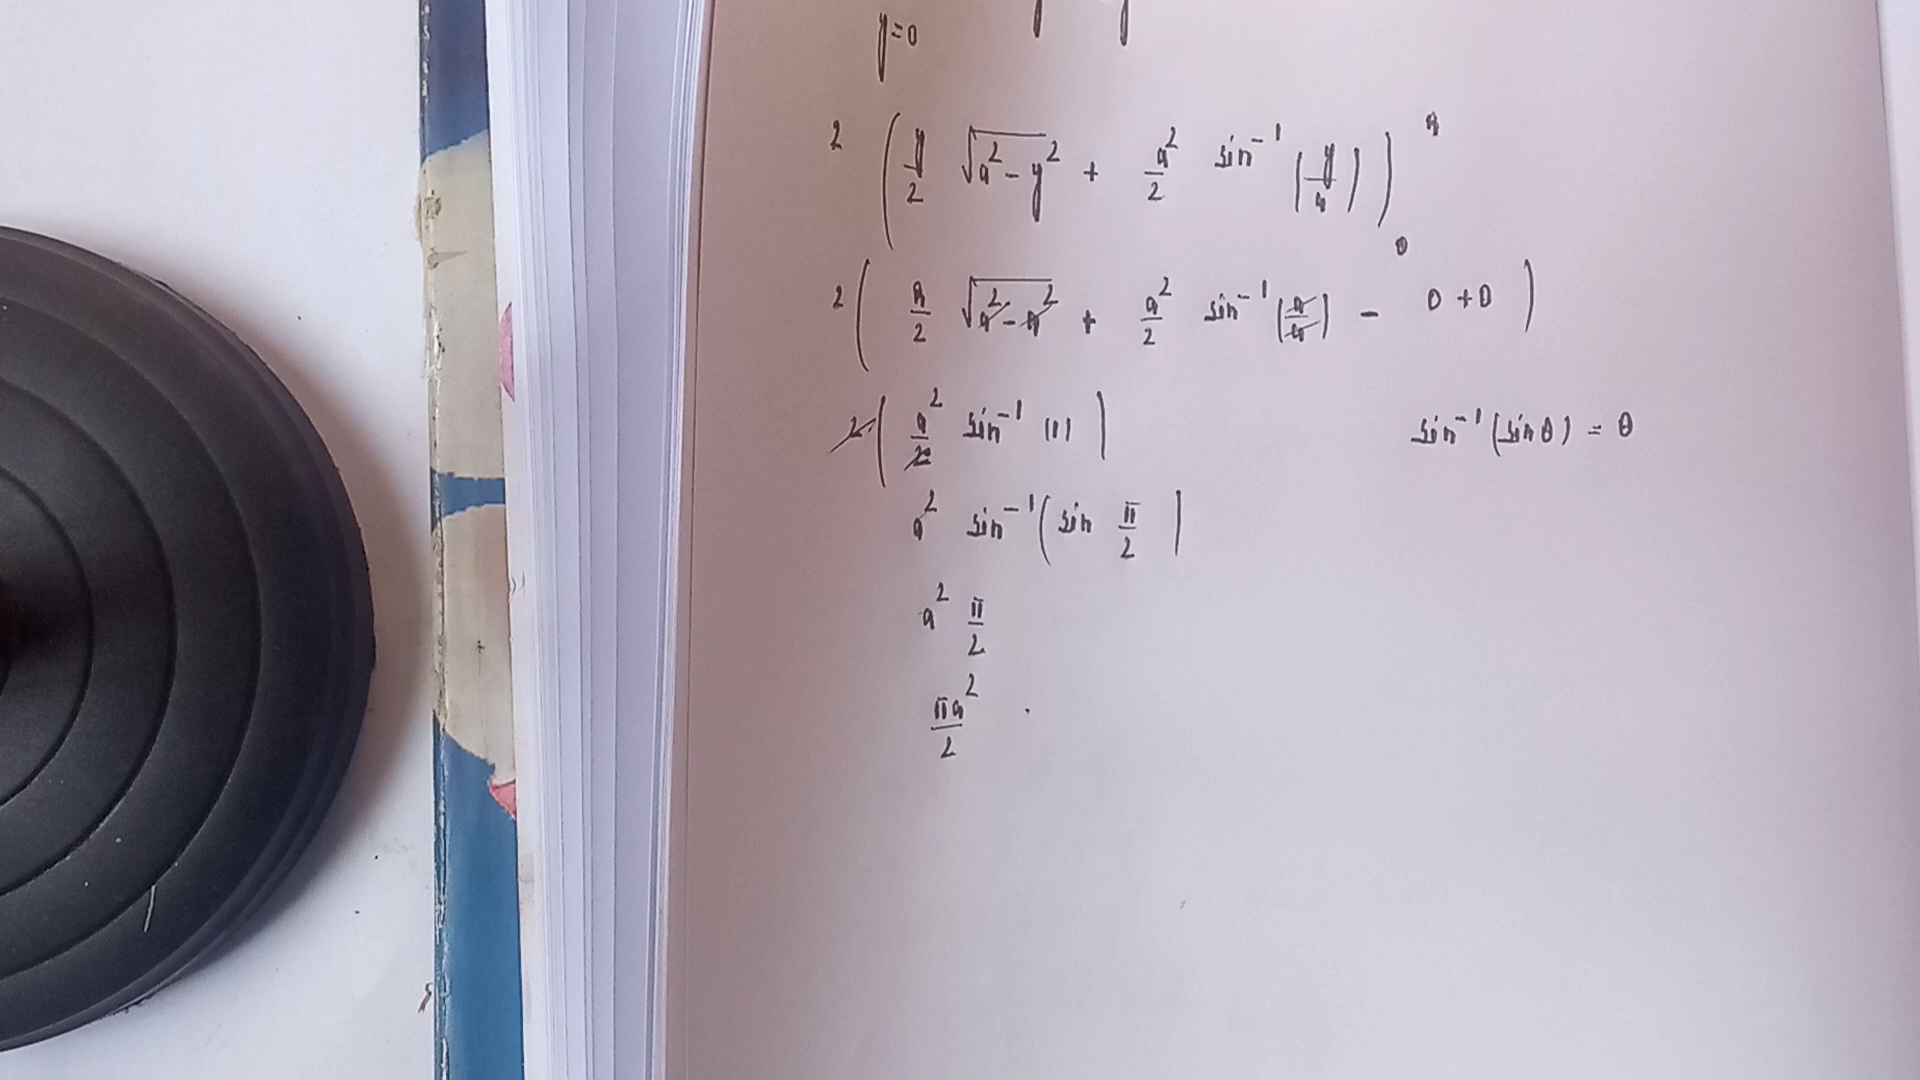 y=0
2 ( y/2 √(a²-y²) + a²/2 sin⁻¹ (y/a) ) a 0
2 ( a/2 √(a²-a²) + a²/2 sin⁻¹ (a/a) - 0+0 )
2 ( a²/2 sin⁻¹ (1) ) sin⁻¹(sin θ) = θ
a² sin⁻¹ ( sin π/2 )
a² π/2
πa²/2 .